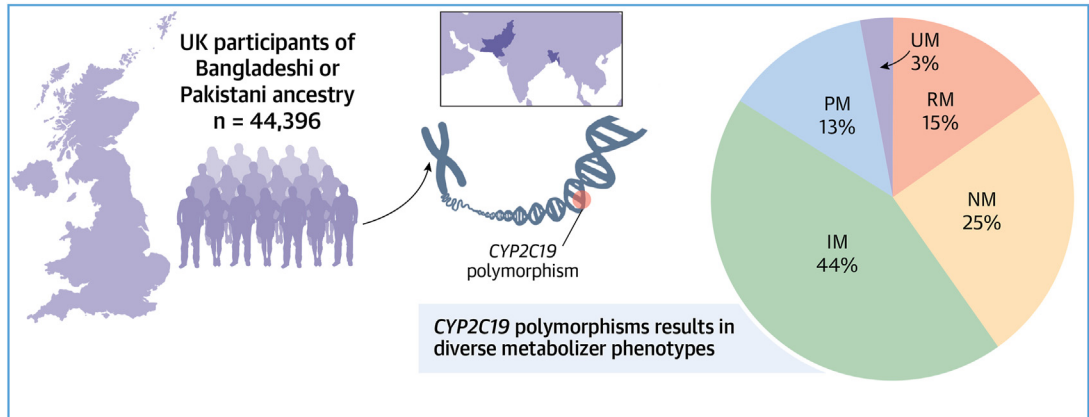 UK participants of
Bangladeshi or
Pakistani ancestry
n = 44,396
CYP2C19
polymorphism
CYP2C19 polymorphisms results in
diverse metabolizer phenotypes
UM
3%
RM
15%
NM
25%
IM
44%
PM
13%